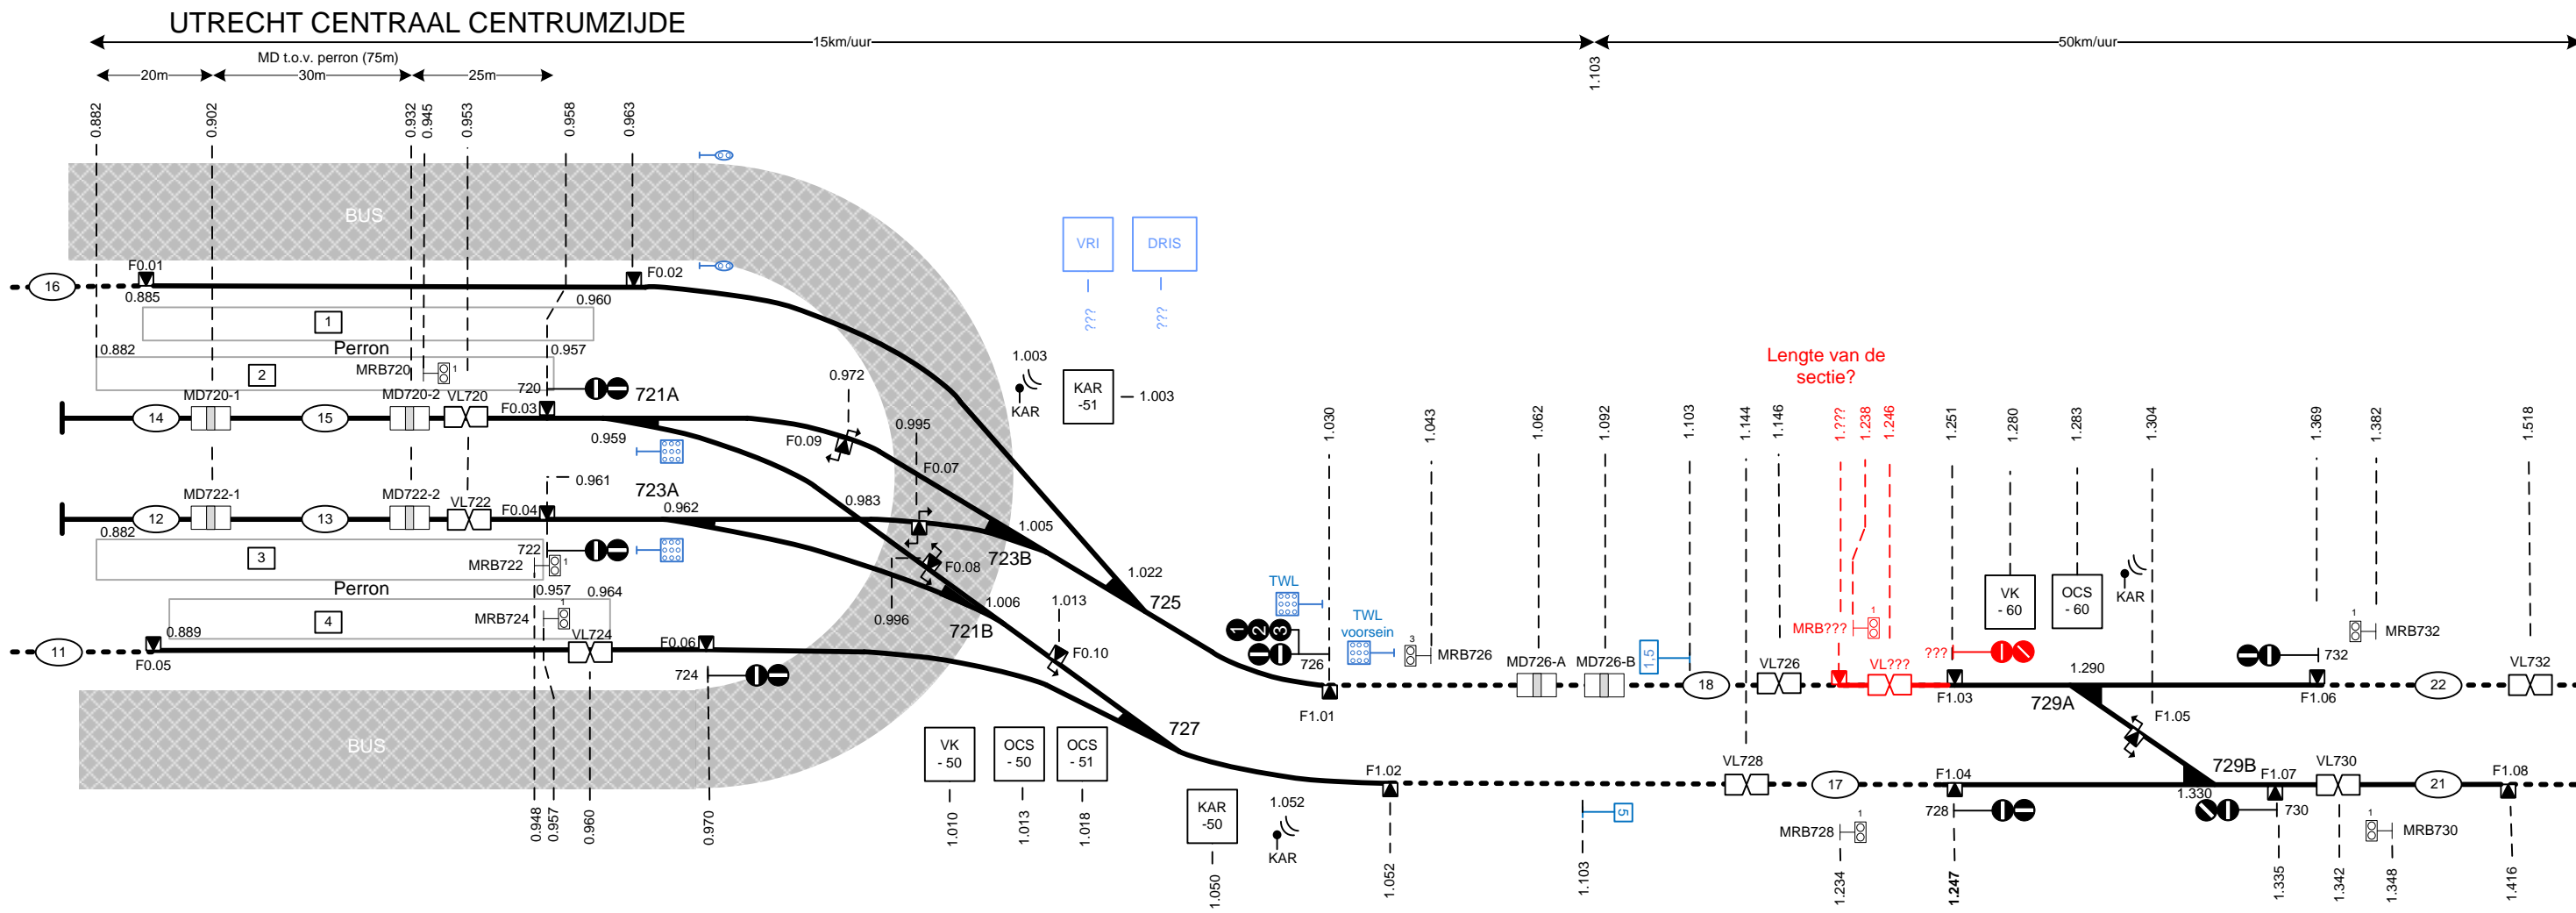 UTRECHT CENTRAAL CENTRUMZIJDE
15km/uur
50km/uur
MD t.o.v. perron (75m)
20m
30m
25m
1.103
0.882
0.902
0.932
0.945
0.953
0.958
0.963
BUS
VRI
DRIS
???
???
16
F0.01
0.885
F0.02
0.960
1
Perron
0.882
0.957
2
MRB720
1
720
721A
MD720-1
MD720-2
VL720
F0.03
14
15
0.959
0.972
F0.09
0.995
F0.07
1.003
KAR
KAR
-51
1.003
0.961
723A
MD722-1
MD722-2
VL722
F0.04
12
13
0.962
0.983
1.005
723B
0.882
3
722
MRB722
1
F0.08
0.996
1.006
721B
1.022
725
1.013
F0.10
Perron
0.957
0.964
4
MRB724
1
VL724
0.889
11
F0.05
F0.06
724
727
BUS
0.948
0.957
0.960
0.970
VK
- 50
OCS
- 50
OCS
- 51
1.010
1.013
1.018
KAR
-50
1.050
1.052
KAR
F1.02
1.052
TWL
1 2 3
726
TWL
voorsein
F1.01
3
MRB726
1.030
1.043
1.062
1.092
1.103
1.144
1.146
MD726-A
MD726-B
1,5
18
VL726
Lengte van de
sectie?
1.???
1.238
1.246
1.251
1.280
1.283
1.304
1.369
1.382
1.518
MRB???
1
VL???
???
F1.03
VK
- 60
OCS
- 60
KAR
1.290
729A
F1.05
1
MRB732
732
F1.06
22
VL732
5
1.103
VL728
17
F1.04
728
MRB728
1
1.234
1.247
729B
1.330
F1.07
730
VL730
21
F1.08
1
MRB730
1.335
1.342
1.348
1.416